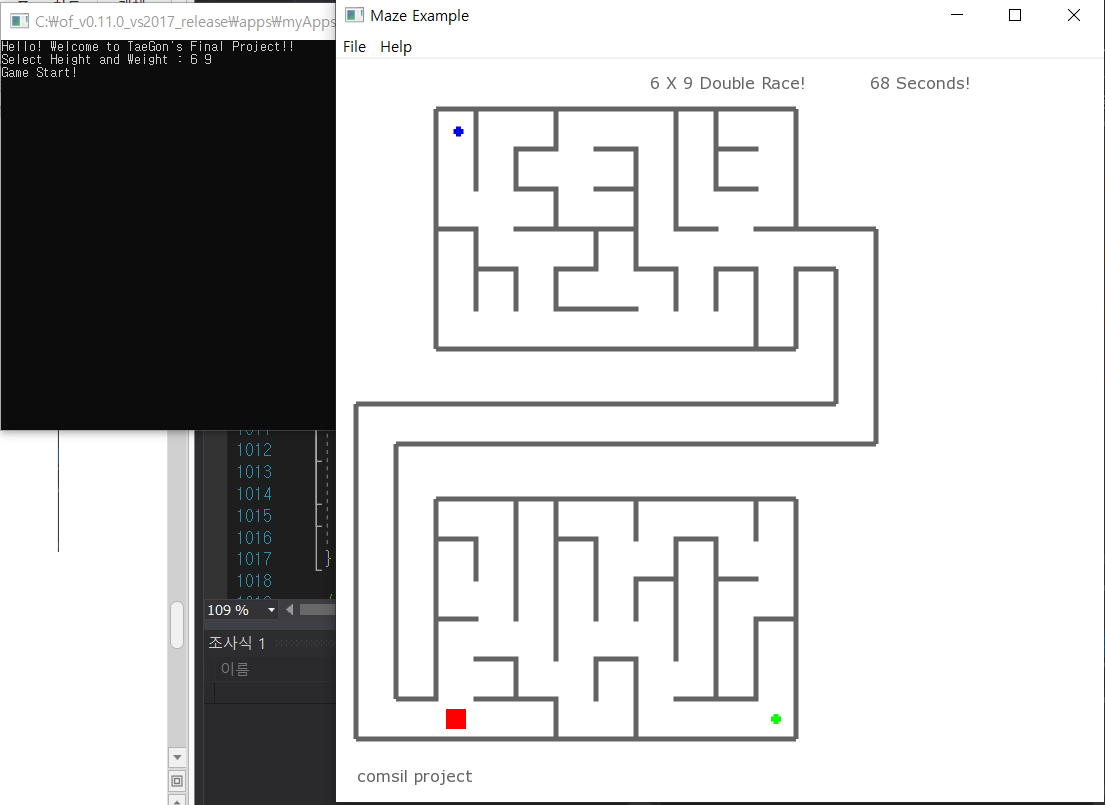 C:\of_v0.11.0_vs2017_release\apps\myApps
Hello! Welcome to TaeGon's Final Project!!
Select Height and Weight : 6 9
Game Start!
Maze Example
File Help
6 X 9 Double Race! 68 Seconds!
1012
1013
1014
1015
1016
1017 }
1018
109 %
조사식 1
이름
comsil project